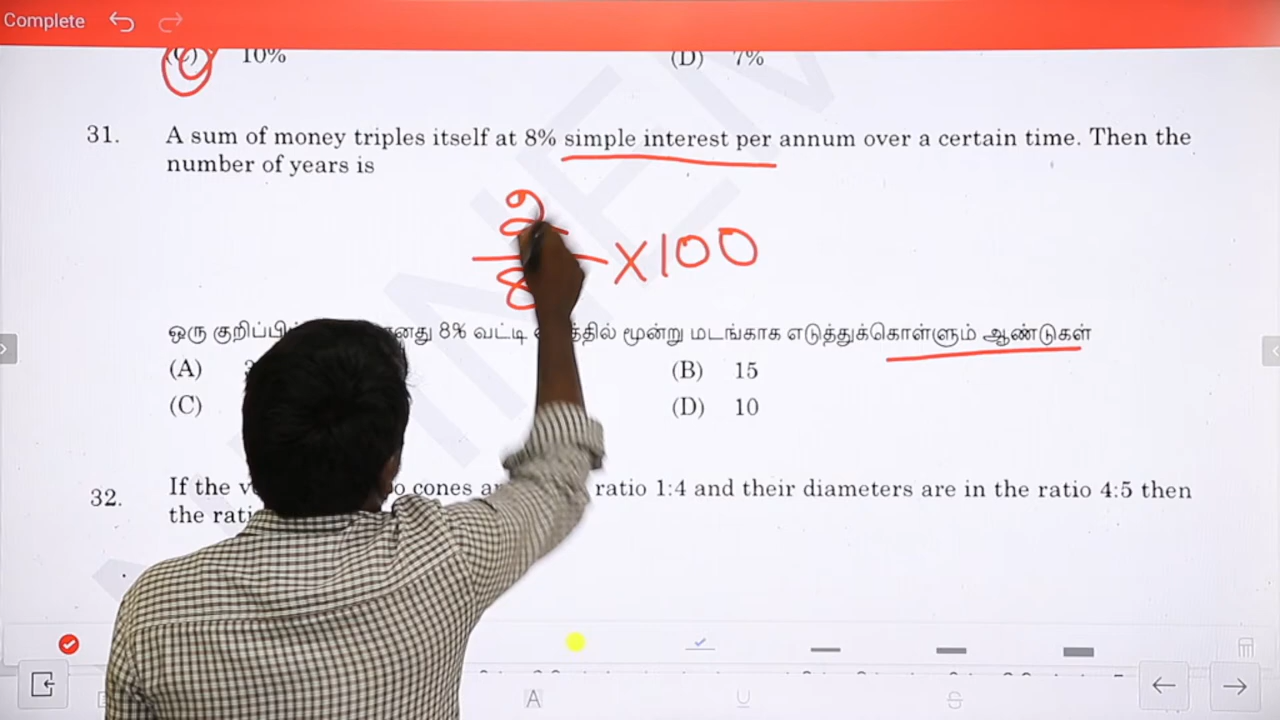 Complete
(C) 10% (D) 7%
31. A sum of money triples itself at 8% simple interest per annum over a certain time. Then the
number of years is
2
8 ×100
ஒரு 8% வட்டி மூன்று மடங்காக எடுத்துக்கொள்ளும் ஆண்டுகள்
(A) (B) 15
(C) (D) 10
32. If the cones ratio 1:4 and their diameters are in the ratio 4:5 then
the
A U S